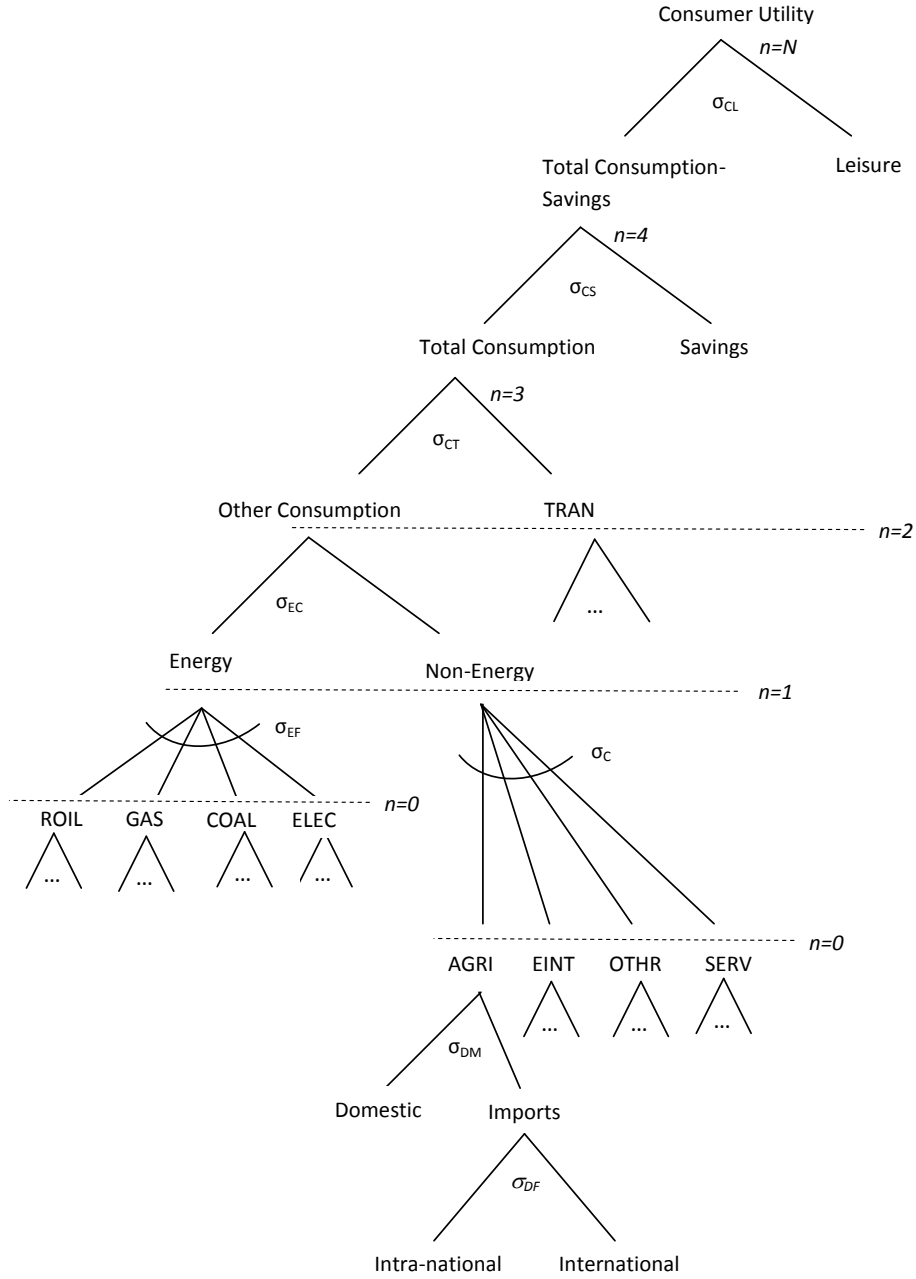 Consumer Utility
n=N
σCL
Total Consumption-
Savings
Leisure
n=4
σCS
Total Consumption
Savings
n=3
σCT
Other Consumption
TRAN
n=2
σEC
...
Energy
Non-Energy
n=1
σEF
σC
n=0
ROIL GAS COAL ELEC
... ... ... ...
n=0
AGRI EINT OTHR SERV
... ... ...
σDM
Domestic
Imports
σDF
Intra-national
International